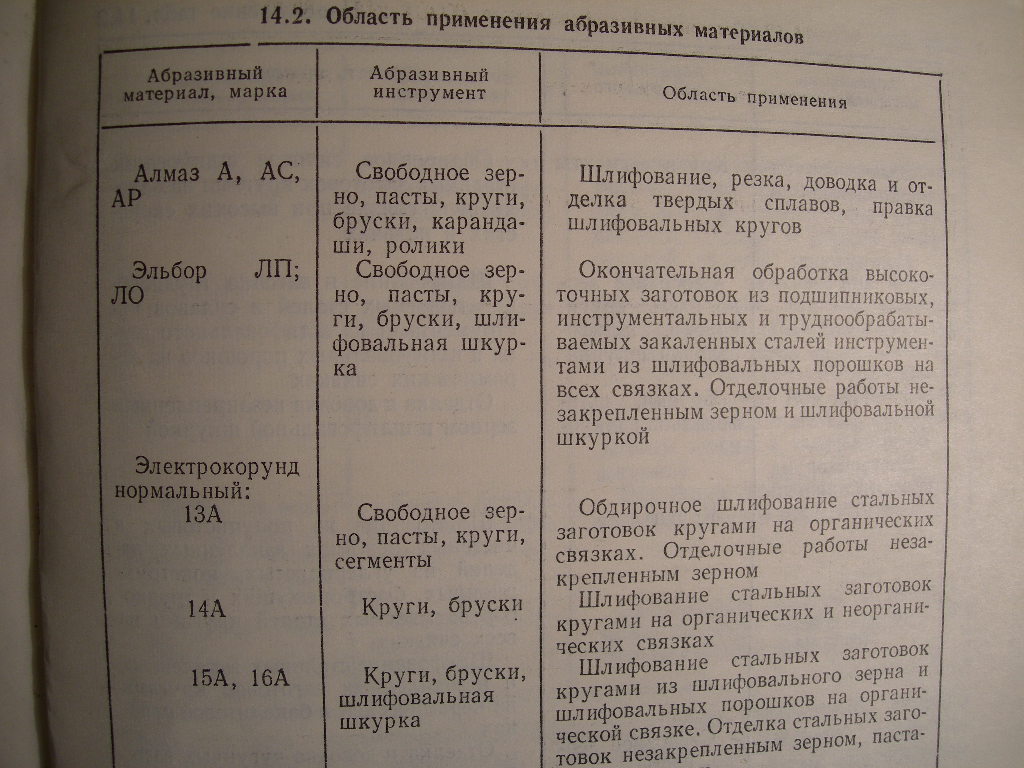 14.2. Область применения абразивных материалов
Абразивный
материал, марка
Абразивный
инструмент
Область применения
Алмаз А, АС,
АР
Свободное зер-
но, пасты, круги,
бруски, каранда-
ши, ролики
Шлифование, резка, доводка и от-
делка твердых сплавов, правка
шлифовальных кругов
Эльбор ЛП;
ЛО
Свободное зер-
но, пасты, кру-
ги, бруски, шли-
фовальная шкур-
ка
Окончательная обработка высоко-
точных заготовок из подшипниковых,
инструментальных и труднообрабаты-
ваемых закаленных сталей инструмен-
тами из шлифовальных порошков на
всех связках. Отделочные работы не-
закрепленным зерном и шлифовальной
шкуркой
Электрокорунд
нормальный:
13А
Свободное зер-
но, пасты, круги,
сегменты
Обдирочное шлифование стальных
заготовок кругами на органических
связках. Отделочные работы неза-
крепленным зерном
14А
Круги, бруски
Шлифование стальных заготовок
кругами на органических и неоргани-
ческих связках
15А, 16А
Круги, бруски,
шлифовальная
шкурка
Шлифование стальных заготовок
кругами из шлифовального зерна и
шлифовальных порошков на органи-
ческой связке. Отделка стальных заго-
товок незакрепленным зерном, паста-